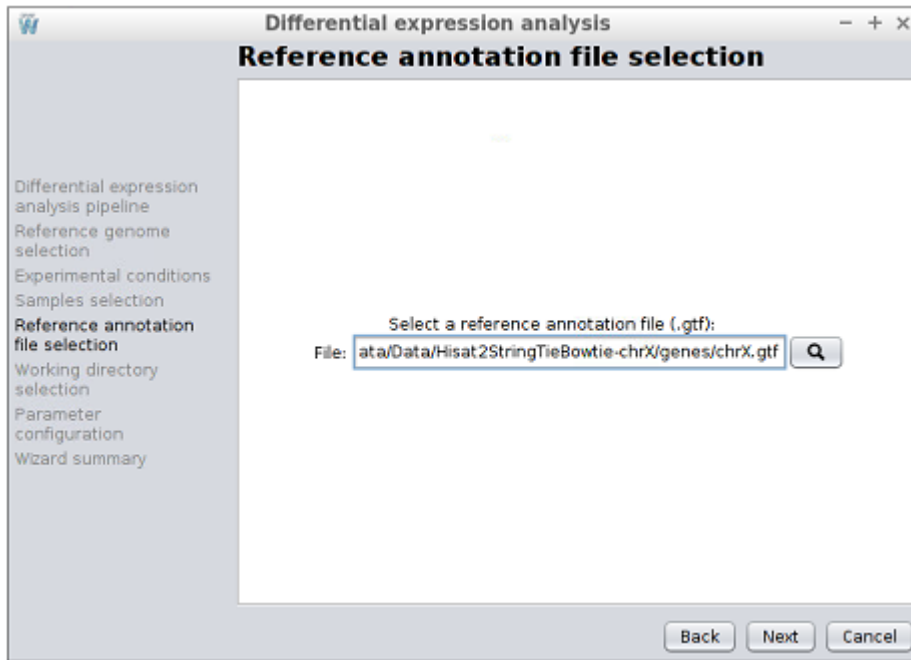 Differential expression analysis
Reference annotation file selection
Differential expression
analysis pipeline
Reference genome
selection
Experimental conditions
Samples selection
Reference annotation
file selection
Working directory
selection
Parameter
configuration
Wizard summary
Select a reference annotation file (.gtf):
File: ata/Data/Hisat2StringTieBowtie-chrX/genes/chrX.gtf
Back Next Cancel